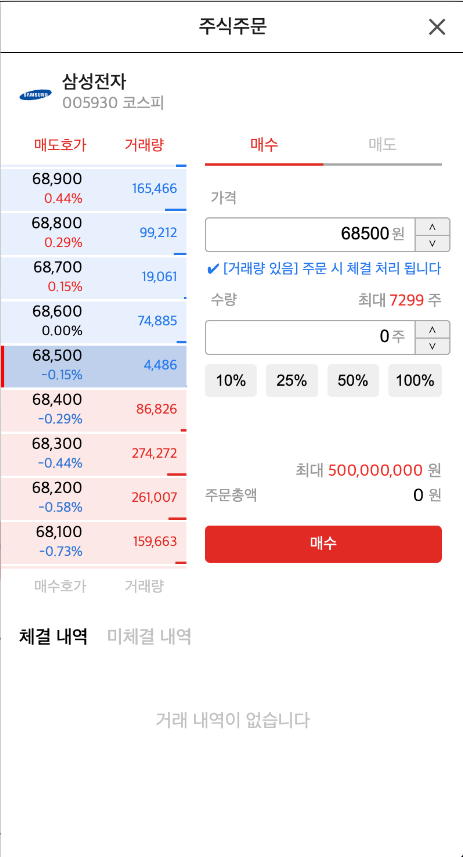 주식주문
SAMSUNG
삼성전자
005930 코스피
매도호가 거래량
68,900 165,466
0.44%
68,800 99,212
0.29%
68,700 19,061
0.15%
68,600 74,885
0.00%
68,500 4,486
-0.15%
68,400 86,826
-0.29%
68,300 274,272
-0.44%
68,200 261,007
-0.58%
68,100 159,663
-0.73%
매수호가 거래량
매수 매도
가격
68500 원
✔ [거래량 있음] 주문 시 체결 처리 됩니다
수량 최대 7299 주
0 주
10% 25% 50% 100%
최대 500,000,000 원
주문총액 0 원
매수
체결 내역 미체결 내역
거래 내역이 없습니다